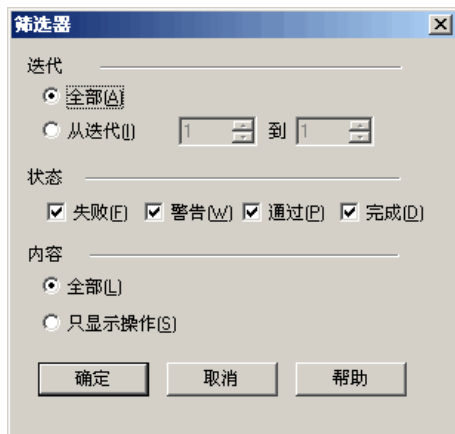 筛选器
迭代
全部(A)
从迭代(I) 1 到 1
状态
失败(F) 警告(W) 通过(P) 完成(D)
内容
全部(L)
只显示操作(S)
确定 取消 帮助